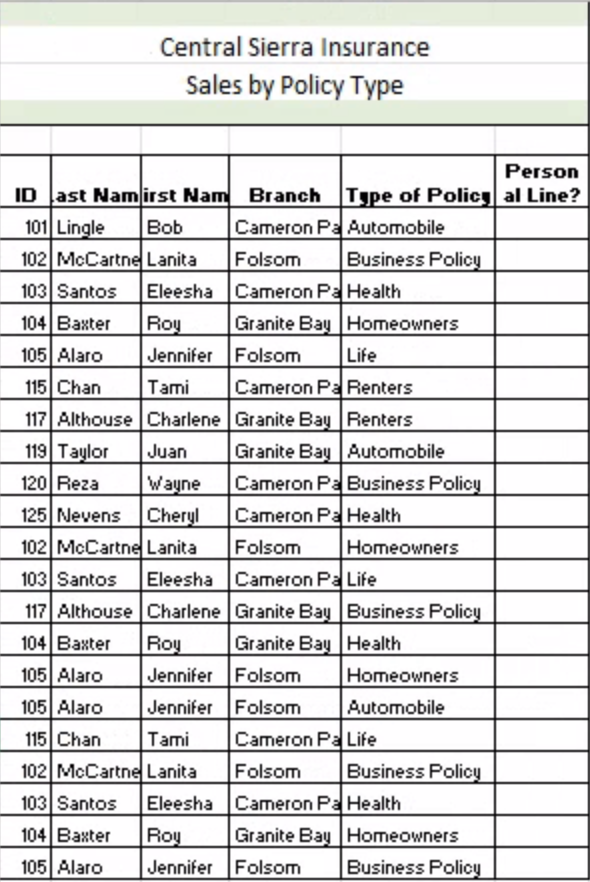 Central Sierra Insurance
Sales by Policy Type
ID .ast Nam irst Nam Branch Type of Policy Person al Line?
101 Lingle Bob Cameron Pa Automobile
102 McCartne Lanita Folsom Business Policy
103 Santos Eleesha Cameron Pa Health
104 Baxter Roy Granite Bay Homeowners
105 Alaro Jennifer Folsom Life
115 Chan Tami Cameron Pa Renters
117 Althouse Charlene Granite Bay Renters
119 Taylor Juan Granite Bay Automobile
120 Reza Wayne Cameron Pa Business Policy
125 Nevens Cheryl Cameron Pa Health
102 McCartne Lanita Folsom Homeowners
103 Santos Eleesha Cameron Pa Life
117 Althouse Charlene Granite Bay Business Policy
104 Baxter Roy Granite Bay Health
105 Alaro Jennifer Folsom Homeowners
105 Alaro Jennifer Folsom Automobile
115 Chan Tami Cameron Pa Life
102 McCartne Lanita Folsom Business Policy
103 Santos Eleesha Cameron Pa Health
104 Baxter Roy Granite Bay Homeowners
105 Alaro Jennifer Folsom Business Policy